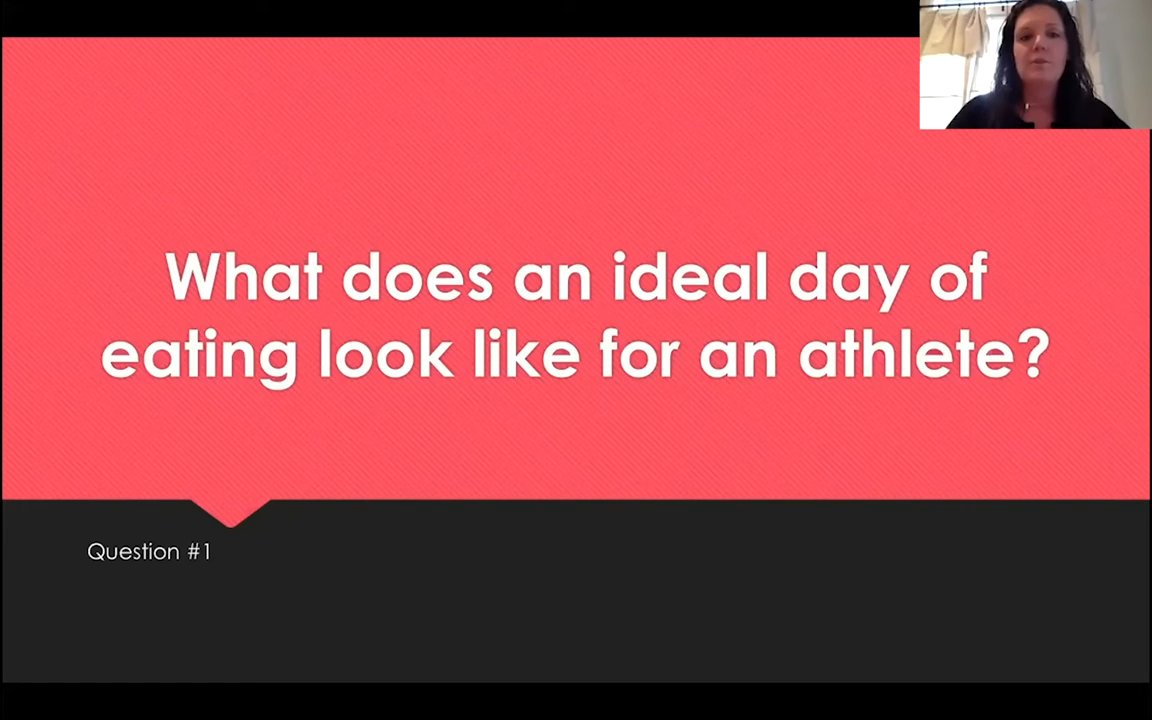 What does an ideal day of
eating look like for an athlete?
Question #1